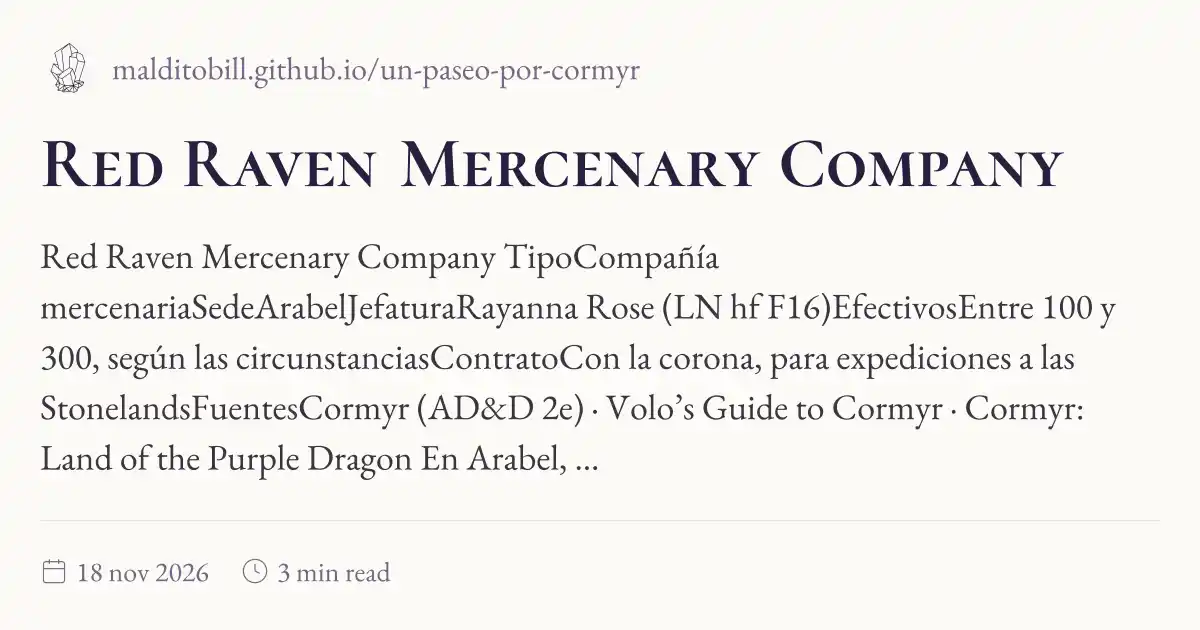 malditobill.github.io/un-paseo-por-cormyr
Red Raven Mercenary Company
Red Raven Mercenary Company TipoCompañía
mercenariaSedeArabelJefaturaRayanna Rose (LN hf F16)EfectivosEntre 100 y
300, según las circunstanciasContratoCon la corona, para expediciones a las
StonelandsFuentesCormyr (AD&D 2e) · Volo’s Guide to Cormyr · Cormyr:
Land of the Purple Dragon En Arabel, ...
18 nov 2026 3 min read